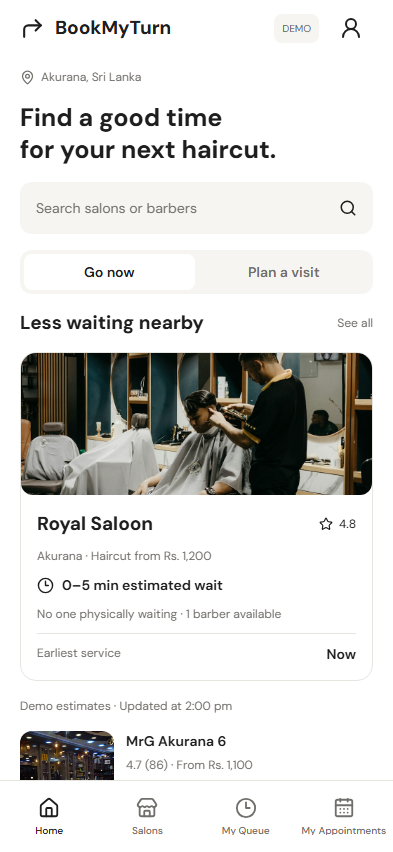 BookMyTurn
DEMO
Akurana, Sri Lanka
Find a good time
for your next haircut.
Search salons or barbers
Go now
Plan a visit
Less waiting nearby
See all
Royal Saloon
4.8
Akurana · Haircut from Rs. 1,200
0–5 min estimated wait
No one physically waiting · 1 barber available
Earliest service
Now
Demo estimates · Updated at 2:00 pm
MrG Akurana 6
4.7 (86) · From Rs. 1,100
Home
Salons
My Queue
My Appointments